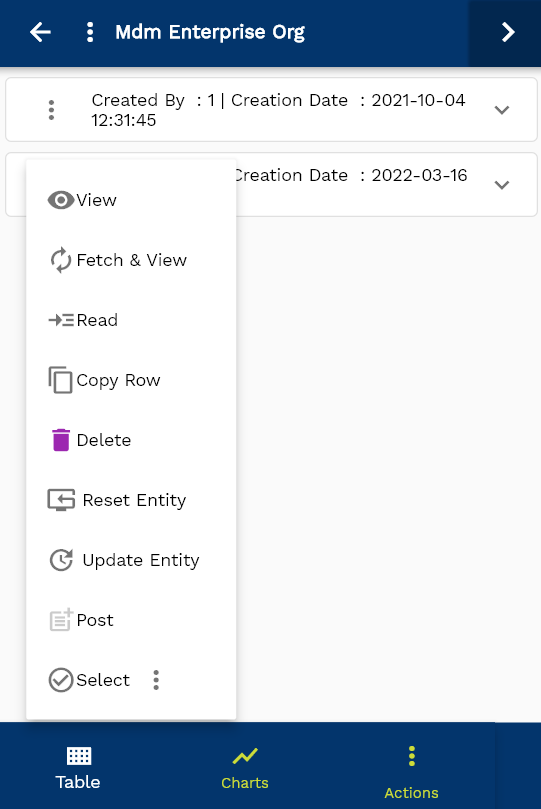 Mdm Enterprise Org
Created By : 1 | Creation Date : 2021-10-04
12:31:45
Creation Date : 2022-03-16
View
Fetch & View
Read
Copy Row
Delete
Reset Entity
Update Entity
Post
Select
Table
Charts
Actions